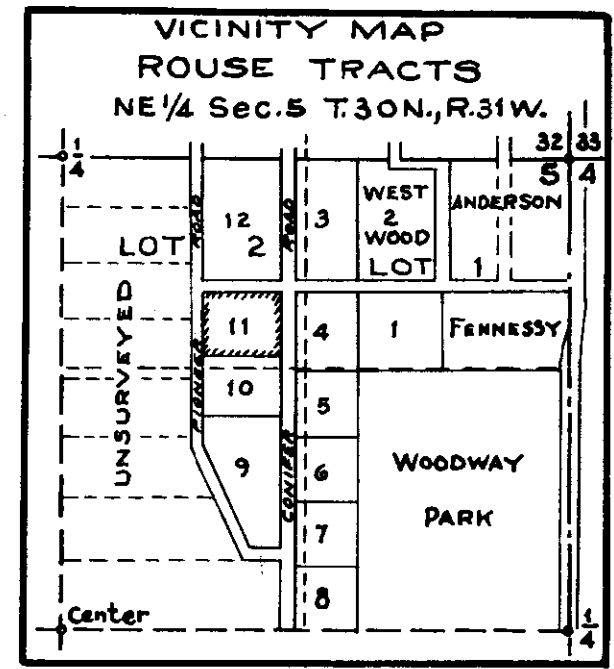 VICINITY MAP
ROUSE TRACTS
NE 1/4 Sec. 5 T. 30 N., R. 31 W.
1/4
32 33
5 4
ROAD
12
2
ROAD
3
WEST
2
WOOD
ANDERSON
LOT
LOT
1
UNSURVEYED
11
4
1
FENNESSY
PIONEER
10
5
9
CONIFER
6
WOODWAY
PARK
7
8
Center
1/4